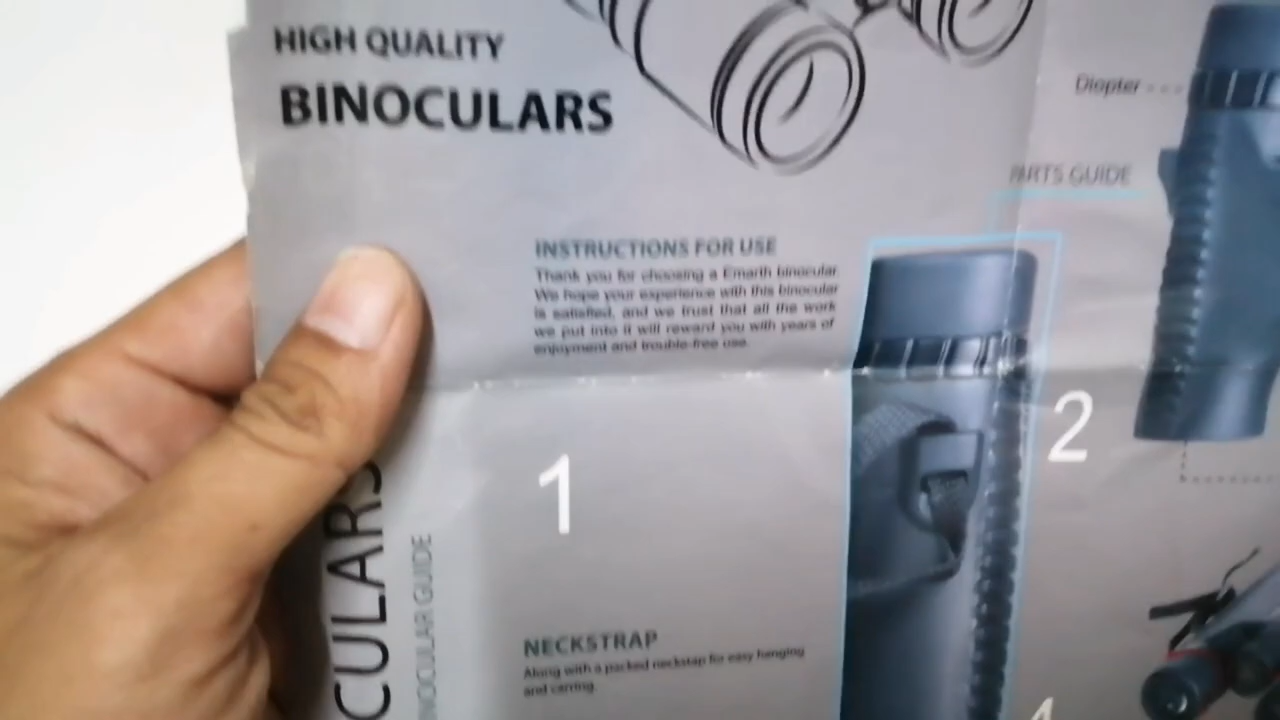 HIGH QUALITY
BINOCULARS
Diopter
PARTS GUIDE
INSTRUCTIONS FOR USE
Thank you for choosing a Emarth binocular
We hope your experience with this binocular
is satisfied, and we trust that all the work
we put into it will reward you with years of
enjoyment and trouble-free use.
1
2
NECKSTRAP
Along with a packed neckstap for easy hanging
and carring
CULARS
NOCULAR GUIDE